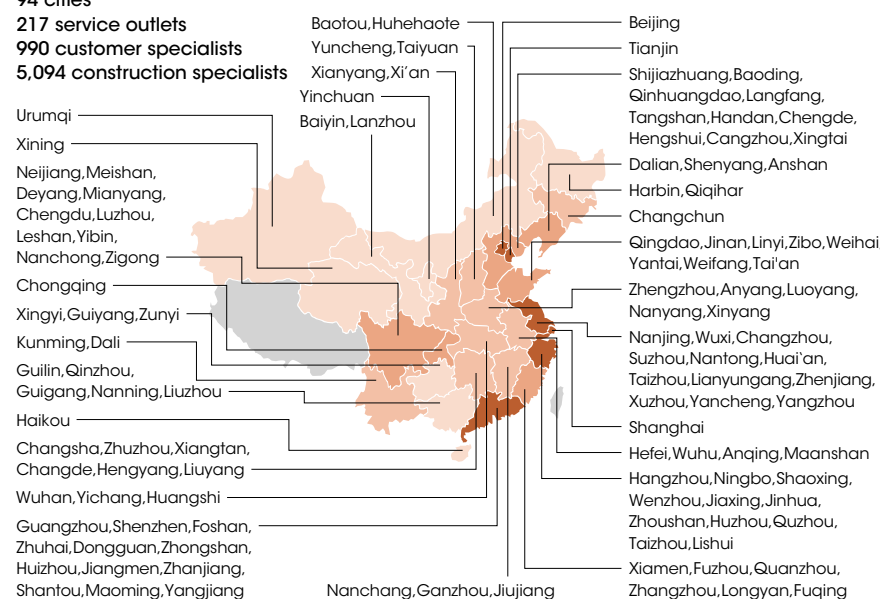 94 cities
217 service outlets
990 customer specialists
5,094 construction specialists
Baotou,Huhehaote
Yuncheng,Taiyuan
Xianyang,Xi'an
Yinchuan
Baiyin,Lanzhou
Urumqi
Xining
Neijiang,Meishan,
Deyang,Mianyang,
Chengdu,Luzhou,
Leshan,Yibin,
Nanchong,Zigong
Chongqing
Xingyi,Guiyang,Zunyi
Kunming,Dali
Guilin,Qinzhou,
Guigang,Nanning,Liuzhou
Haikou
Changsha,Zhuzhou,Xiangtan,
Changde,Hengyang,Liuyang
Wuhan,Yichang,Huangshi
Guangzhou,Shenzhen,Foshan,
Zhuhai,Dongguan,Zhongshan,
Huizhou,Jiangmen,Zhanjiang,
Shantou,Maoming,Yangjiang
Nanchang,Ganzhou,Jiujiang
Beijing
Tianjin
Shijiazhuang,Baoding,
Qinhuangdao,Langfang,
Tangshan,Handan,Chengde,
Hengshui,Cangzhou,Xingtai
Dalian,Shenyang,Anshan
Harbin,Qiqihar
Changchun
Qingdao,Jinan,Linyi,Zibo,Weihai,
Yantai,Weifang,Tai'an
Zhengzhou,Anyang,Luoyang,
Nanyang,Xinyang
Nanjing,Wuxi,Changzhou,
Suzhou,Nantong,Huai`an,
Taizhou,Lianyungang,Zhenjiang,
Xuzhou,Yancheng,Yangzhou
Shanghai
Hefei,Wuhu,Anqing,Maanshan
Hangzhou,Ningbo,Shaoxing,
Wenzhou,Jiaxing,Jinhua,
Zhoushan,Huzhou,Quzhou,
Taizhou,Lishui
Xiamen,Fuzhou,Quanzhou,
Zhangzhou,Longyan,Fuqing